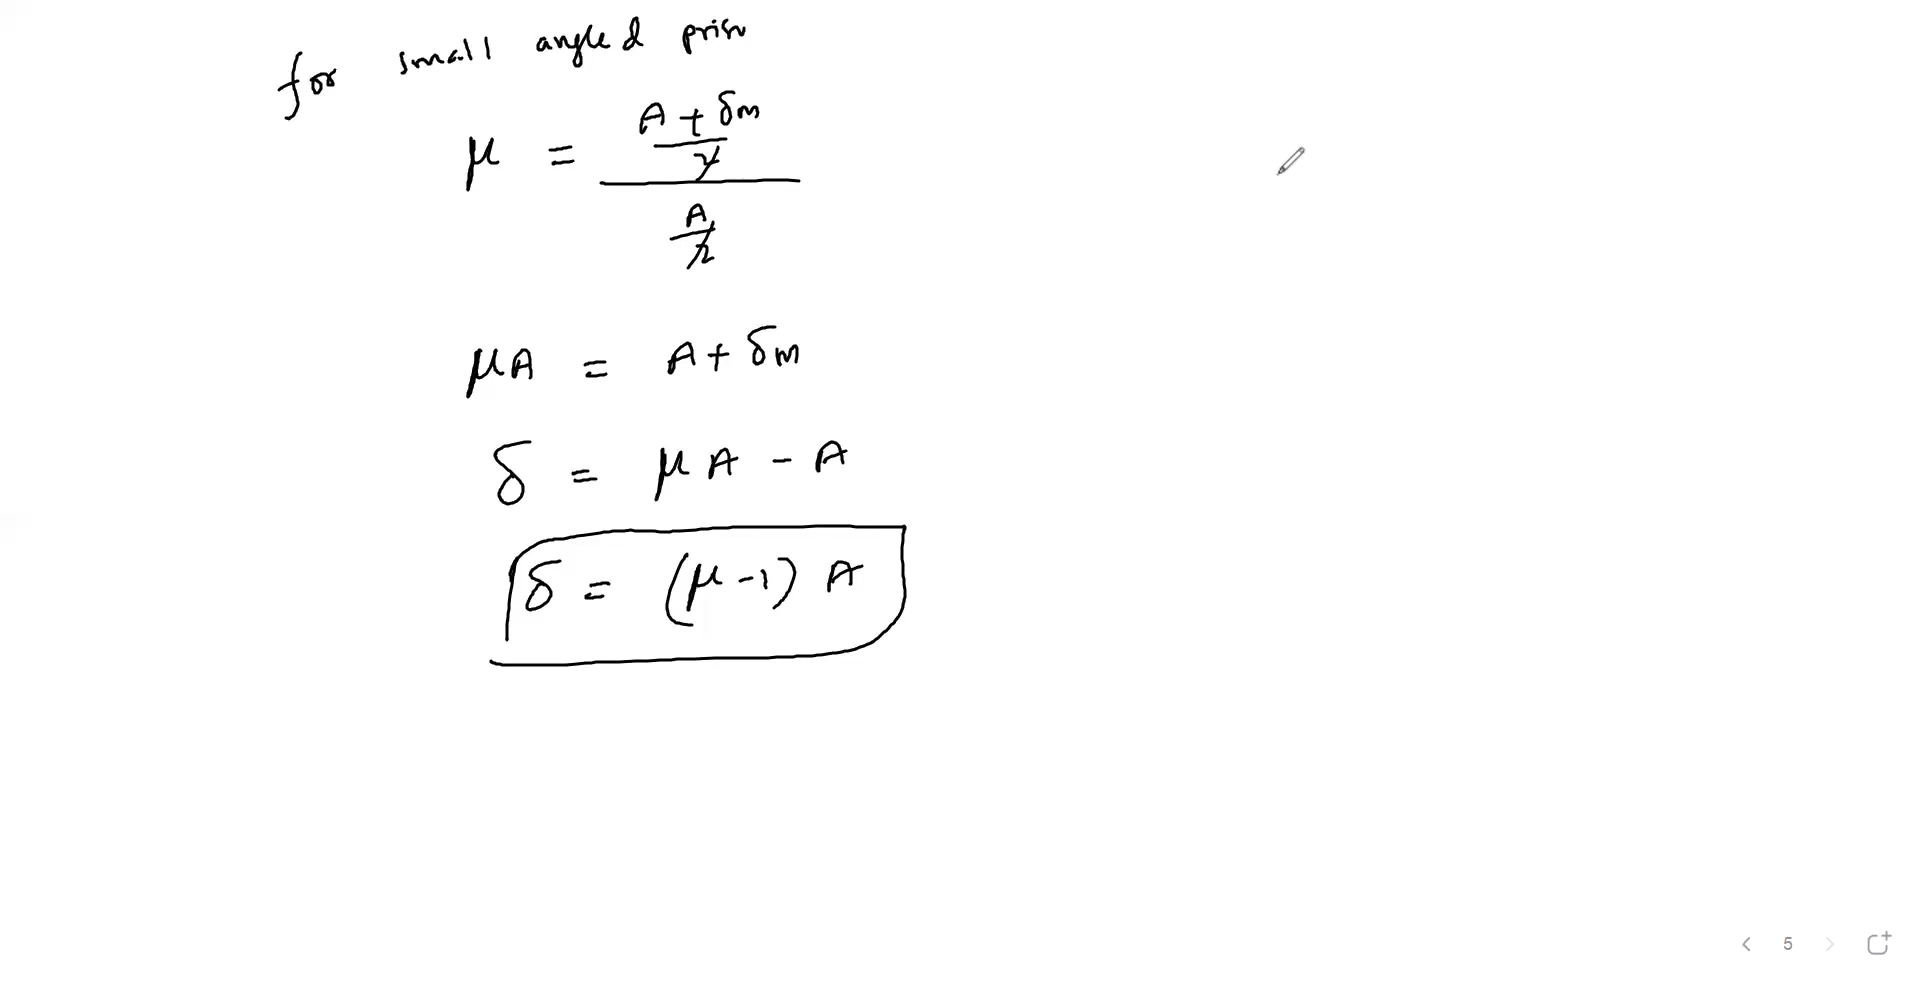 for small angled prism
μ = ((A + δm)/2) / (A/2)
μA = A + δm
δ = μA - A
δ = (μ-1) A
< 5 >